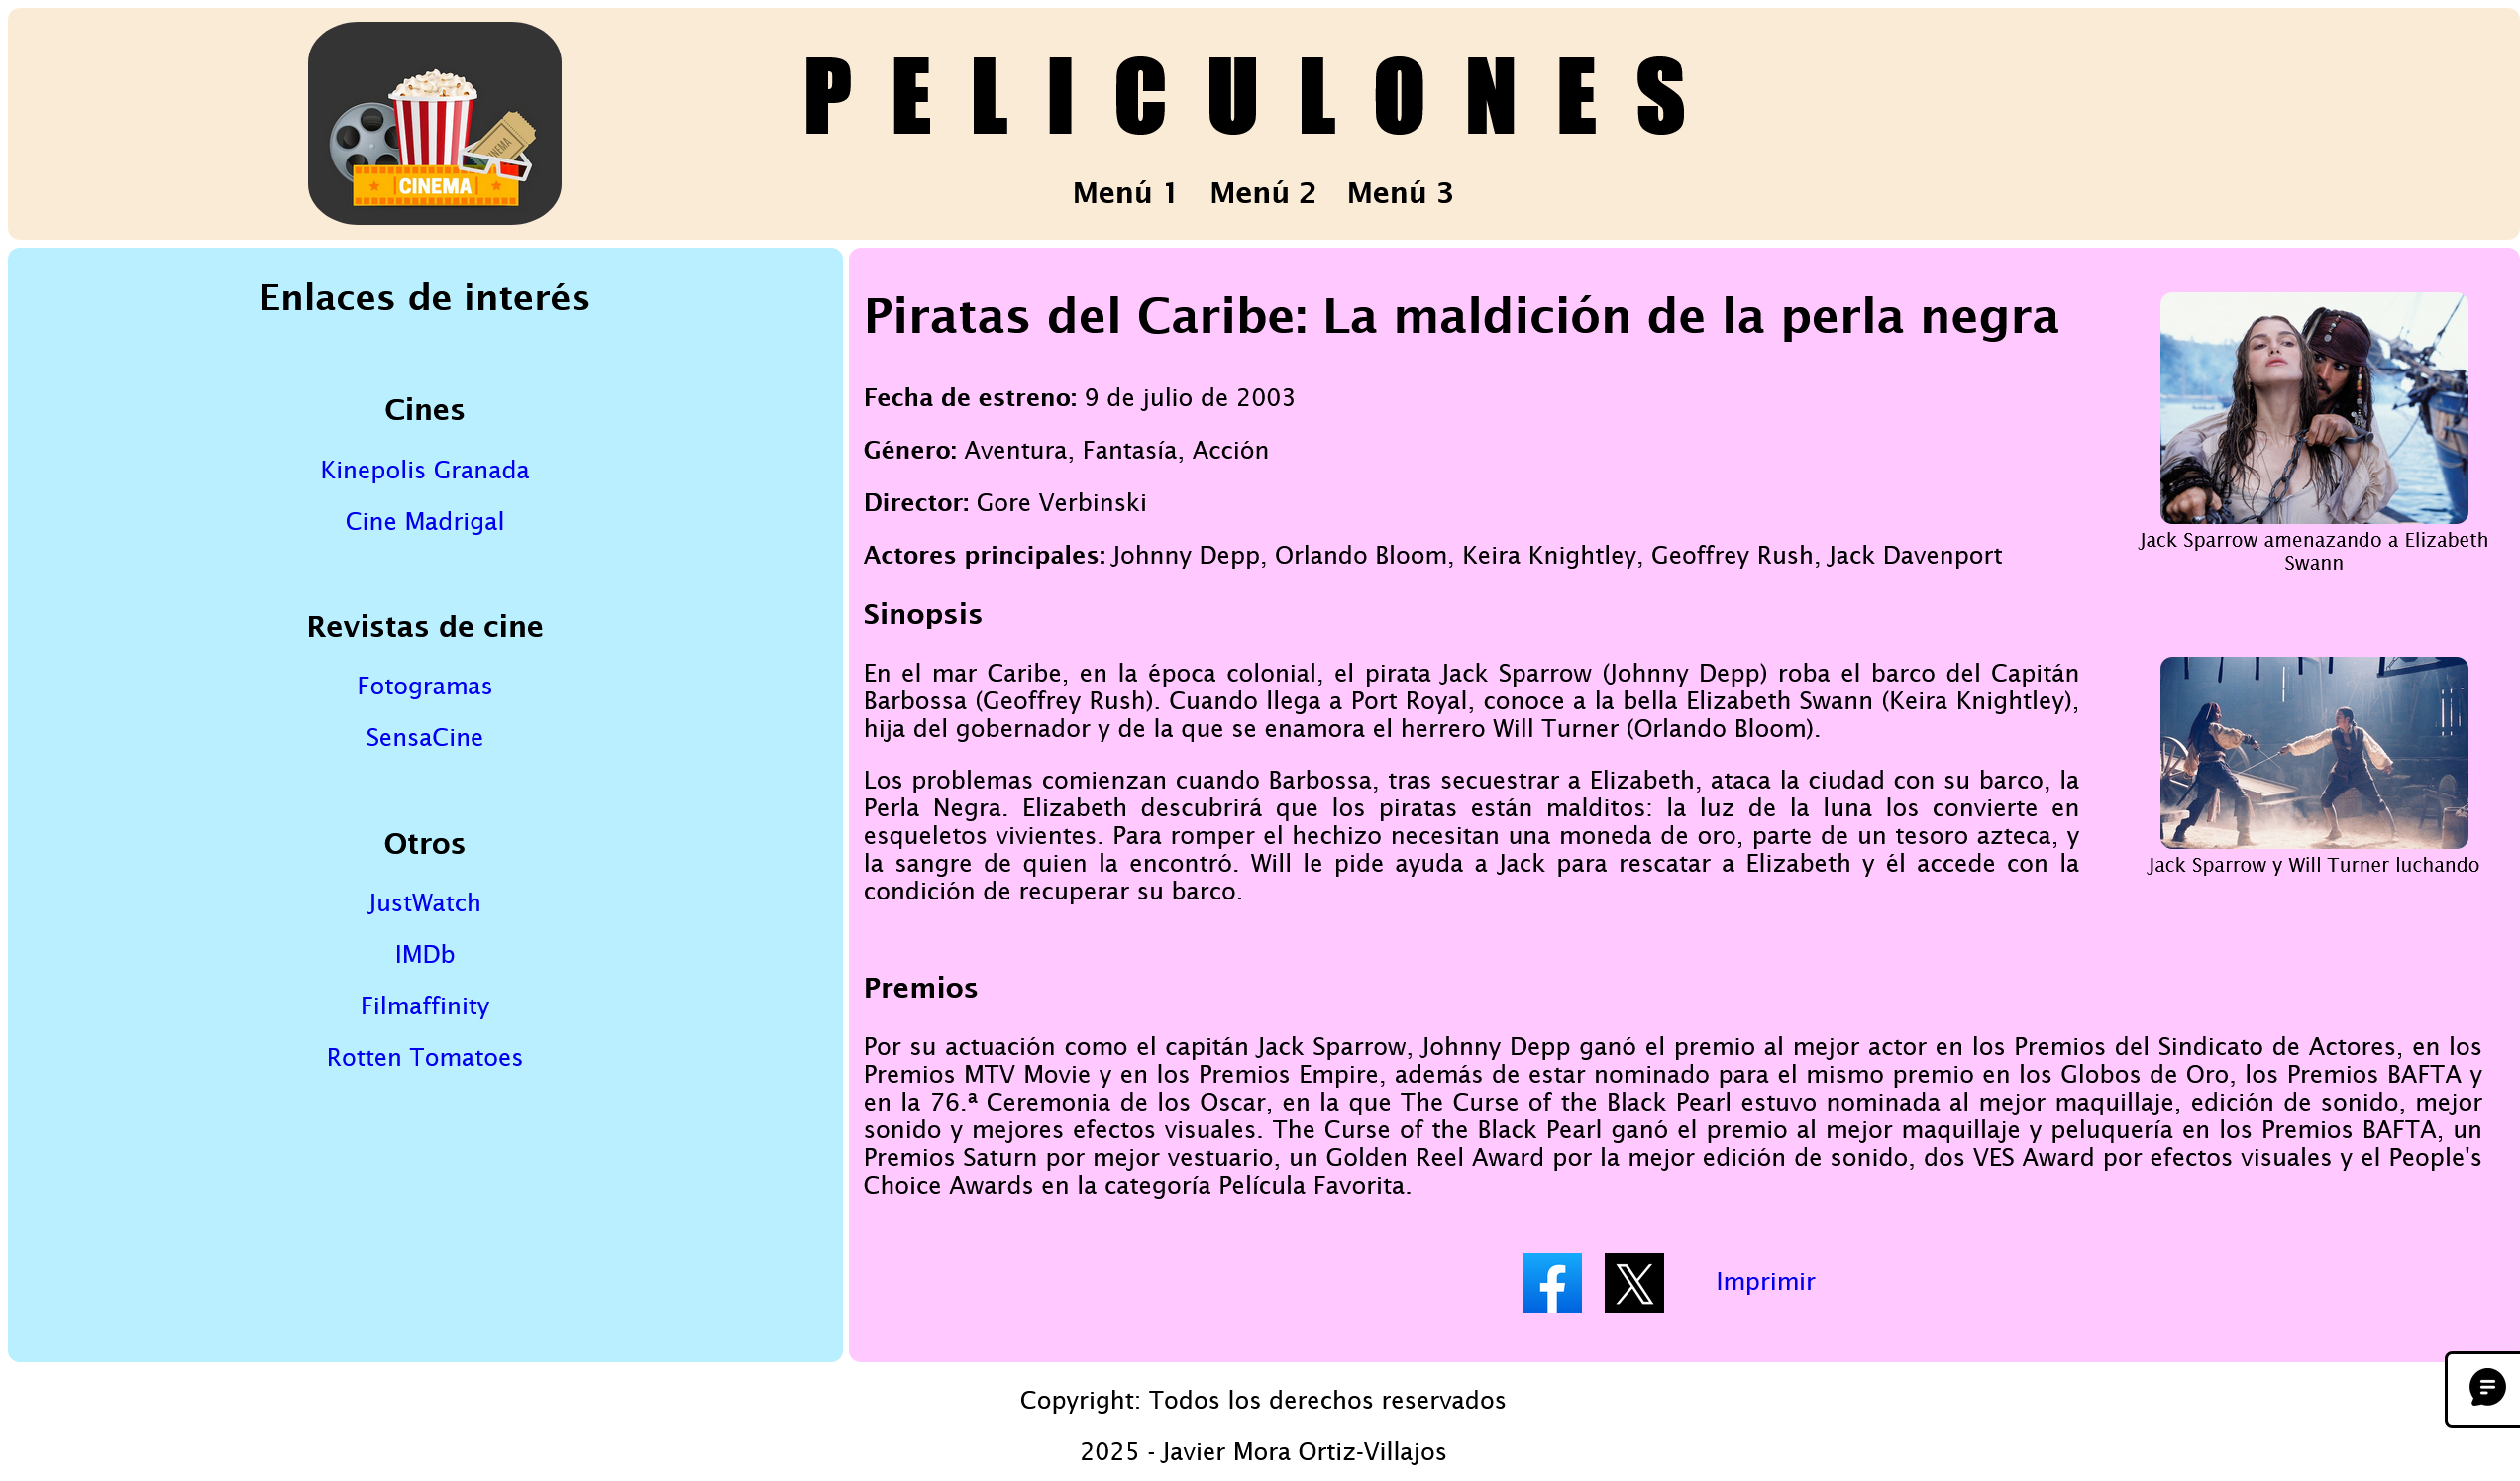 CINEMA
CINEMA
PELICULONES
Menú 1 Menú 2 Menú 3
Enlaces de interés
Cines
Kinepolis Granada
Cine Madrigal
Revistas de cine
Fotogramas
SensaCine
Otros
JustWatch
IMDb
Filmaffinity
Rotten Tomatoes
Piratas del Caribe: La maldición de la perla negra
Fecha de estreno: 9 de julio de 2003
Género: Aventura, Fantasía, Acción
Director: Gore Verbinski
Actores principales: Johnny Depp, Orlando Bloom, Keira Knightley, Geoffrey Rush, Jack Davenport
Jack Sparrow amenazando a Elizabeth
Swann
Sinopsis
En el mar Caribe, en la época colonial, el pirata Jack Sparrow (Johnny Depp) roba el barco del Capitán
Barbossa (Geoffrey Rush). Cuando llega a Port Royal, conoce a la bella Elizabeth Swann (Keira Knightley),
hija del gobernador y de la que se enamora el herrero Will Turner (Orlando Bloom).
Los problemas comienzan cuando Barbossa, tras secuestrar a Elizabeth, ataca la ciudad con su barco, la
Perla Negra. Elizabeth descubrirá que los piratas están malditos: la luz de la luna los convierte en
esqueletos vivientes. Para romper el hechizo necesitan una moneda de oro, parte de un tesoro azteca, y
la sangre de quien la encontró. Will le pide ayuda a Jack para rescatar a Elizabeth y él accede con la
condición de recuperar su barco.
Jack Sparrow y Will Turner luchando
Premios
Por su actuación como el capitán Jack Sparrow, Johnny Depp ganó el premio al mejor actor en los Premios del Sindicato de Actores, en los
Premios MTV Movie y en los Premios Empire, además de estar nominado para el mismo premio en los Globos de Oro, los Premios BAFTA y
en la 76.ª Ceremonia de los Oscar, en la que The Curse of the Black Pearl estuvo nominada al mejor maquillaje, edición de sonido, mejor
sonido y mejores efectos visuales. The Curse of the Black Pearl ganó el premio al mejor maquillaje y peluquería en los Premios BAFTA, un
Premios Saturn por mejor vestuario, un Golden Reel Award por la mejor edición de sonido, dos VES Award por efectos visuales y el People's
Choice Awards en la categoría Película Favorita.
Imprimir
Copyright: Todos los derechos reservados
2025 - Javier Mora Ortiz-Villajos